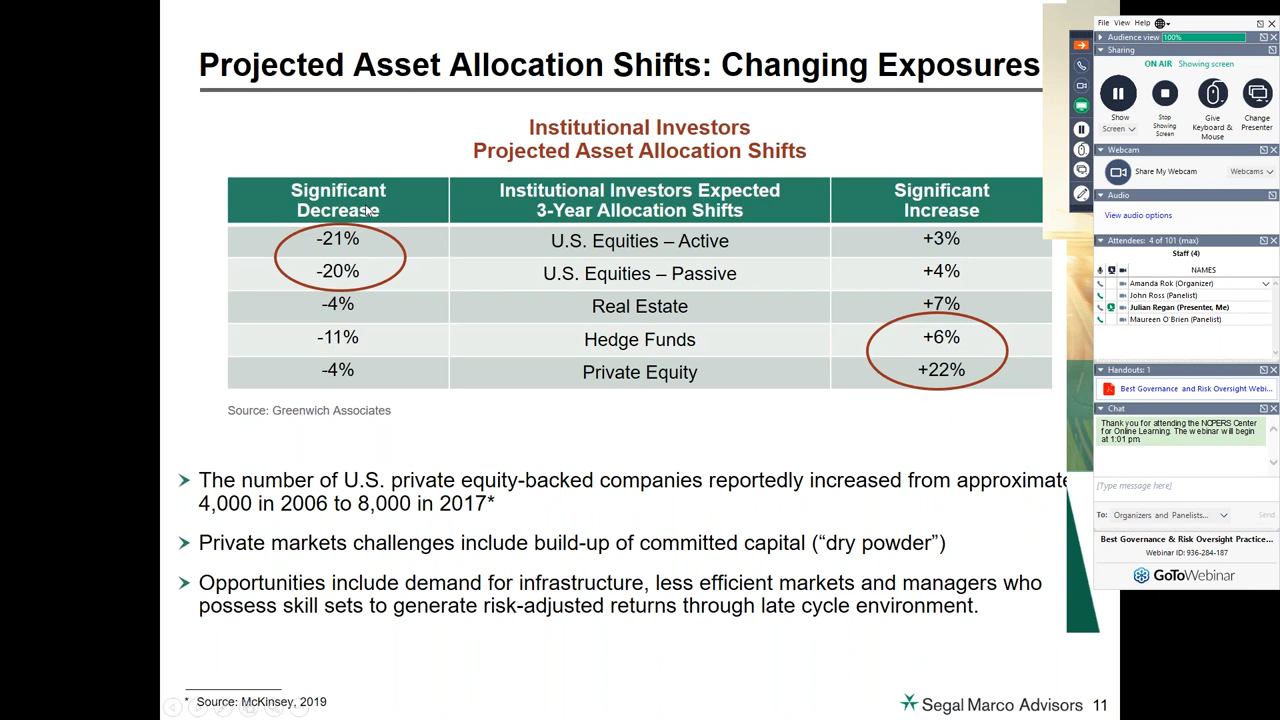 Projected Asset Allocation Shifts: Changing Exposures
Institutional Investors
Projected Asset Allocation Shifts
Significant
Decrease
Institutional Investors Expected
3-Year Allocation Shifts
Significant
Increase
-21% U.S. Equities – Active +3%
-20% U.S. Equities – Passive +4%
-4% Real Estate +7%
-11% Hedge Funds +6%
-4% Private Equity +22%
Source: Greenwich Associates
The number of U.S. private equity-backed companies reportedly increased from approximate
4,000 in 2006 to 8,000 in 2017*
Private markets challenges include build-up of committed capital (“dry powder”)
Opportunities include demand for infrastructure, less efficient markets and managers who
possess skill sets to generate risk-adjusted returns through late cycle environment.
* Source: McKinsey, 2019
Segal Marco Advisors 11
File View Help
Audience view 100%
Sharing
ON AIR Showing screen
Show
Screen
Stop
Showing
Screen
Give
Keyboard &
Mouse
Change
Presenter
Webcam
Share My Webcam Webcams
Audio
View audio options
Attendees: 4 of 101 (max)
Staff (4)
NAMES
Amanda Rok (Organizer)
John Ross (Panelist)
Julian Regan (Presenter, Me)
Maureen O'Brien (Panelist)
Handouts: 1
Best Governance and Risk Oversight Webi...
Chat
Thank you for attending the NCPERS Center
for Online Learning. The webinar will begin
at 1:01 pm.
[Type message here]
To: Organizers and Panelists... Send
Best Governance & Risk Oversight Practice...
Webinar ID: 936-284-187
GoToWebinar